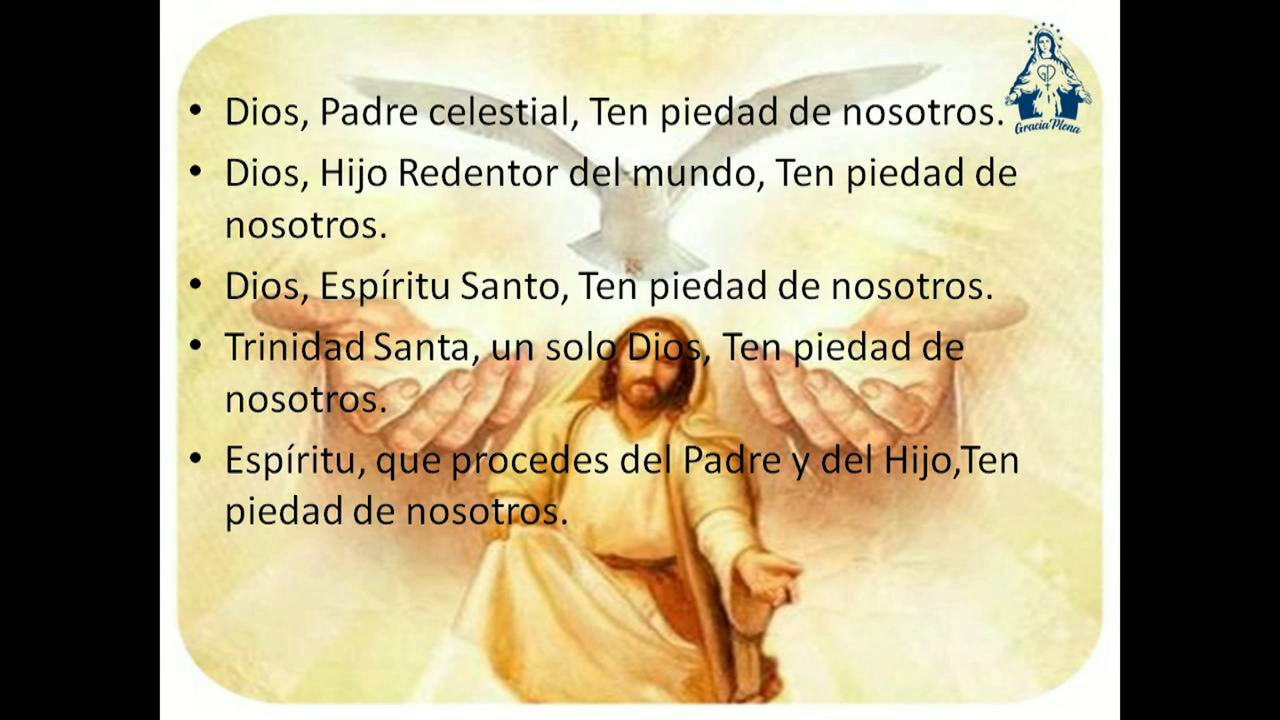 • Dios, Padre celestial, Ten piedad de nosotros.
• Dios, Hijo Redentor del mundo, Ten piedad de
nosotros.
• Dios, Espíritu Santo, Ten piedad de nosotros.
• Trinidad Santa, un solo Dios, Ten piedad de
nosotros.
• Espíritu, que procedes del Padre y del Hijo,Ten
piedad de nosotros.
GP
Gracia Plena